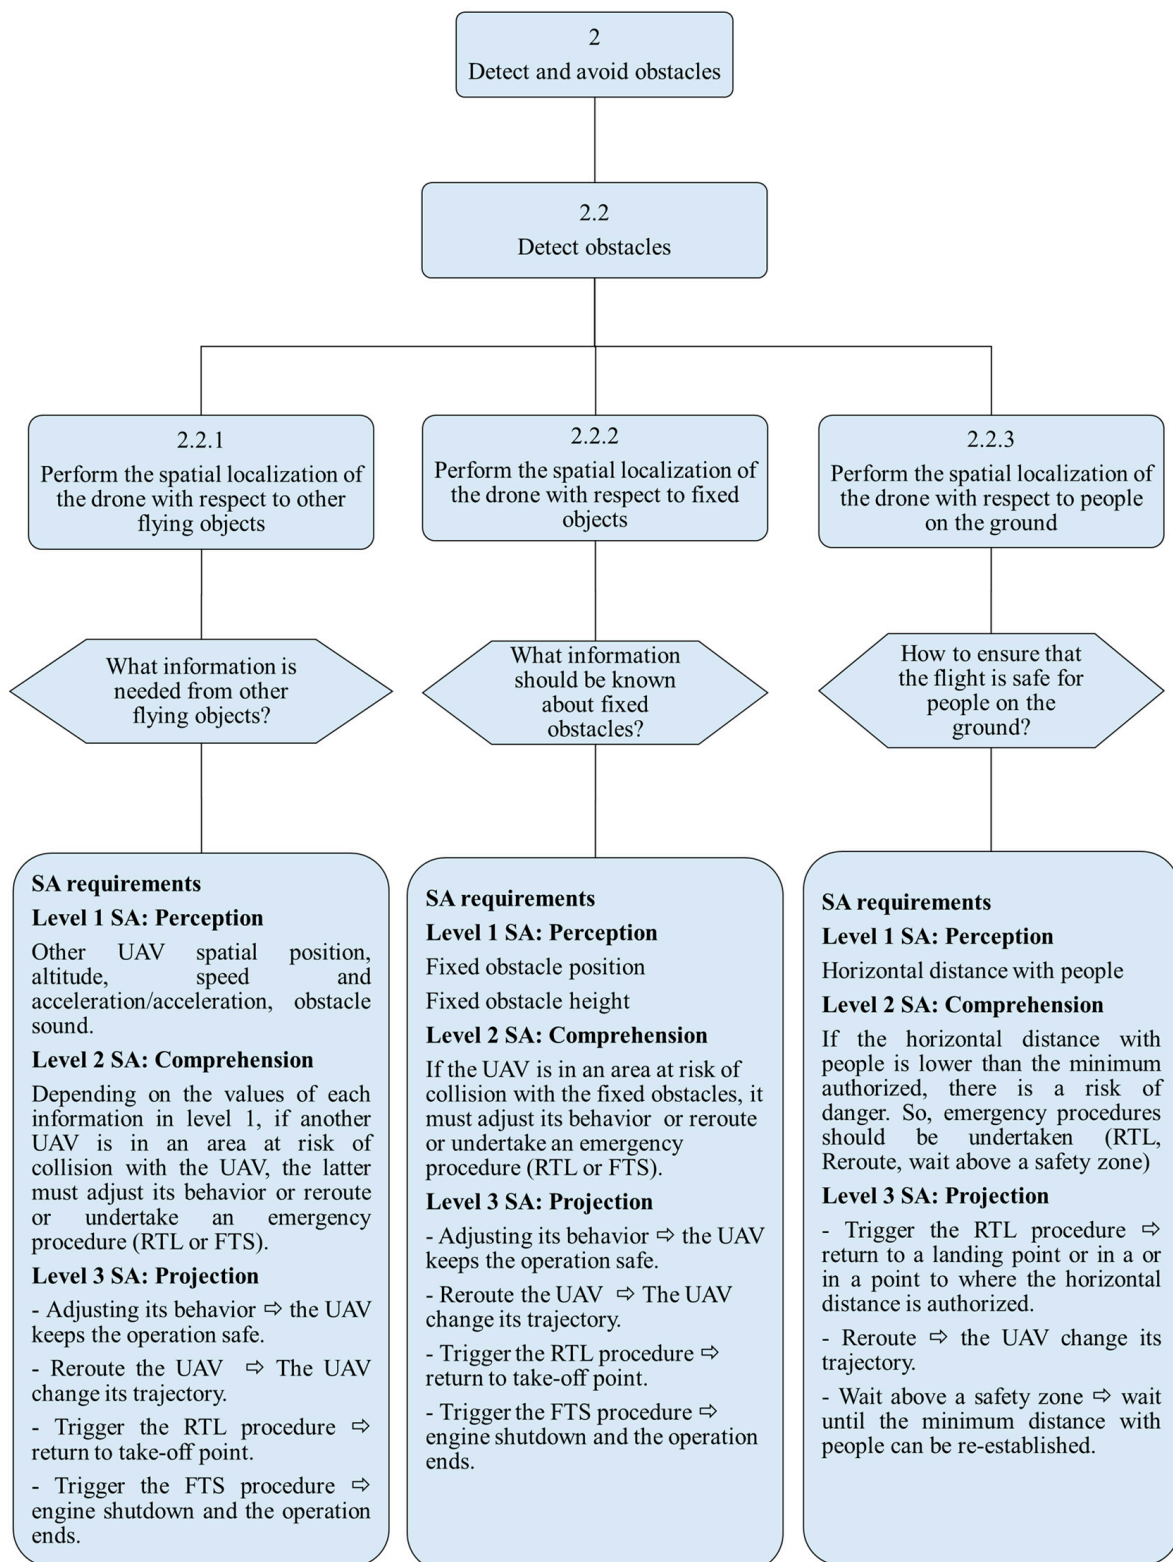 2
Detect and avoid obstacles
2.2
Detect obstacles
2.2.1
Perform the spatial localization of
the drone with respect to other
flying objects
2.2.2
Perform the spatial localization of
the drone with respect to fixed
objects
2.2.3
Perform the spatial localization of
the drone with respect to people
on the ground
What information is
needed from other
flying objects?
What information
should be known
about fixed
obstacles?
How to ensure that
the flight is safe for
people on the
ground?
SA requirements
Level 1 SA: Perception
Other UAV spatial position,
altitude, speed and
acceleration/acceleration, obstacle
sound.
Level 2 SA: Comprehension
Depending on the values of each
information in level 1, if another
UAV is in an area at risk of
collision with the UAV, the latter
must adjust its behavior or reroute
or undertake an emergency
procedure (RTL or FTS).
Level 3 SA: Projection
- Adjusting its behavior ⇨ the UAV
keeps the operation safe.
- Reroute the UAV ⇨ The UAV
change its trajectory.
- Trigger the RTL procedure ⇨
return to take-off point.
- Trigger the FTS procedure ⇨
engine shutdown and the operation
ends.
SA requirements
Level 1 SA: Perception
Fixed obstacle position
Fixed obstacle height
Level 2 SA: Comprehension
If the UAV is in an area at risk of
collision with the fixed obstacles, it
must adjust its behavior or reroute
or undertake an emergency
procedure (RTL or FTS).
Level 3 SA: Projection
- Adjusting its behavior ⇨ the UAV
keeps the operation safe.
- Reroute the UAV ⇨ The UAV
change its trajectory.
- Trigger the RTL procedure ⇨
return to take-off point.
- Trigger the FTS procedure ⇨
engine shutdown and the operation
ends.
SA requirements
Level 1 SA: Perception
Horizontal distance with people
Level 2 SA: Comprehension
If the horizontal distance with
people is lower than the minimum
authorized, there is a risk of
danger. So, emergency procedures
should be undertaken (RTL,
Reroute, wait above a safety zone)
Level 3 SA: Projection
- Trigger the RTL procedure ⇨
return to a landing point or in a or
in a point to where the horizontal
distance is authorized.
- Reroute ⇨ the UAV change its
trajectory.
- Wait above a safety zone ⇨ wait
until the minimum distance with
people can be re-established.